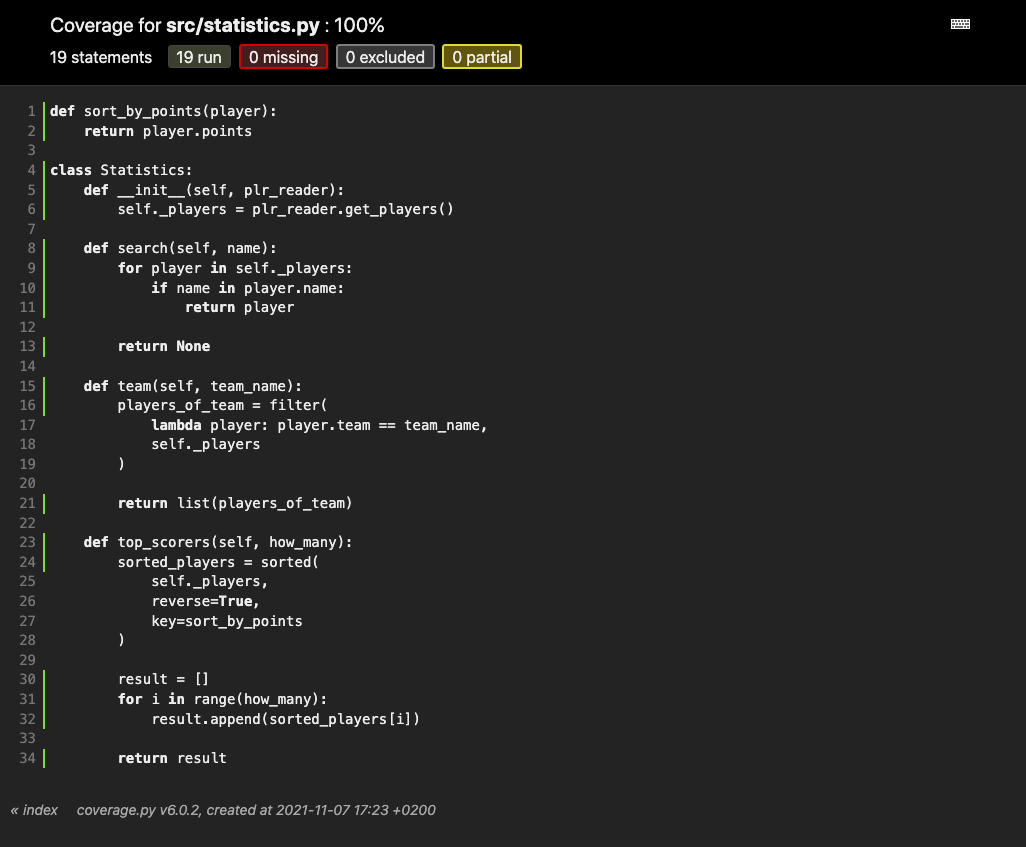 Coverage for src/statistics.py : 100%
19 statements 19 run 0 missing 0 excluded 0 partial
1 def sort_by_points(player):
2     return player.points
3
4 class Statistics:
5     def __init__(self, plr_reader):
6         self._players = plr_reader.get_players()
7
8     def search(self, name):
9         for player in self._players:
10             if name in player.name:
11                 return player
12
13         return None
14
15     def team(self, team_name):
16         players_of_team = filter(
17             lambda player: player.team == team_name,
18             self._players
19         )
20
21         return list(players_of_team)
22
23     def top_scorers(self, how_many):
24         sorted_players = sorted(
25             self._players,
26             reverse=True,
27             key=sort_by_points
28         )
29
30         result = []
31         for i in range(how_many):
32             result.append(sorted_players[i])
33
34         return result
« index coverage.py v6.0.2, created at 2021-11-07 17:23 +0200